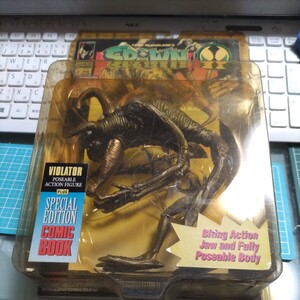 SPAWN
VIOLATOR
POSEABLE
ACTION FIGURE
PLUS
SPECIAL
EDITION
COMIC
BOOK
Biting Action
Jaw and Fully
Poseable Body